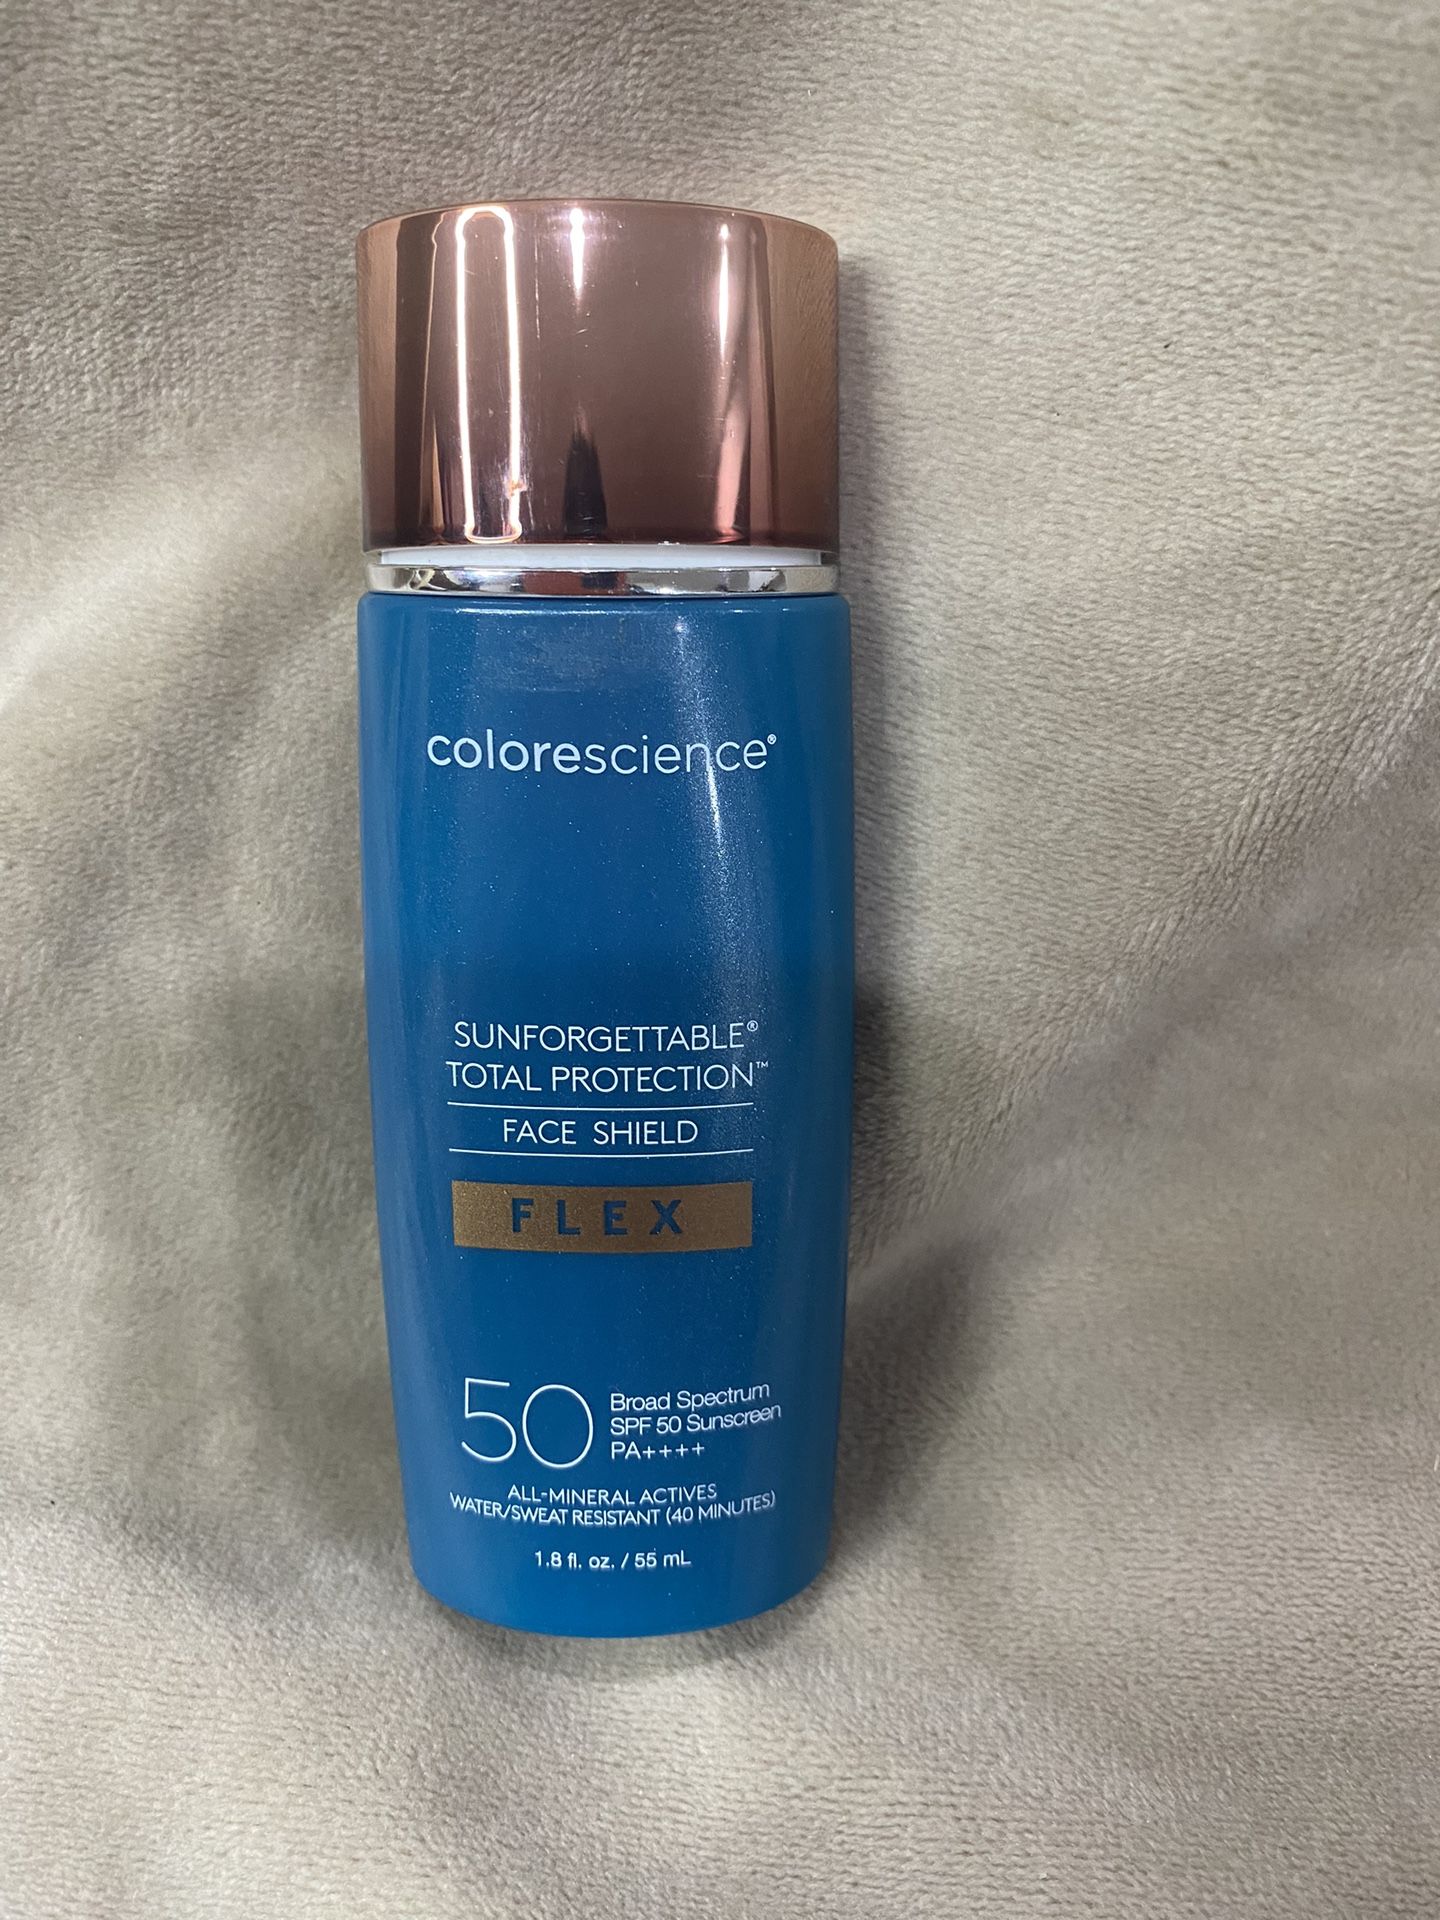 colorescience®
SUNFORGETTABLE®
TOTAL PROTECTION™
FACE SHIELD
FLEX
50
Broad Spectrum
SPF 50 Sunscreen
PA++++
ALL-MINERAL ACTIVES
WATER/SWEAT RESISTANT (40 MINUTES)
1.8 fl. oz. / 55 mL